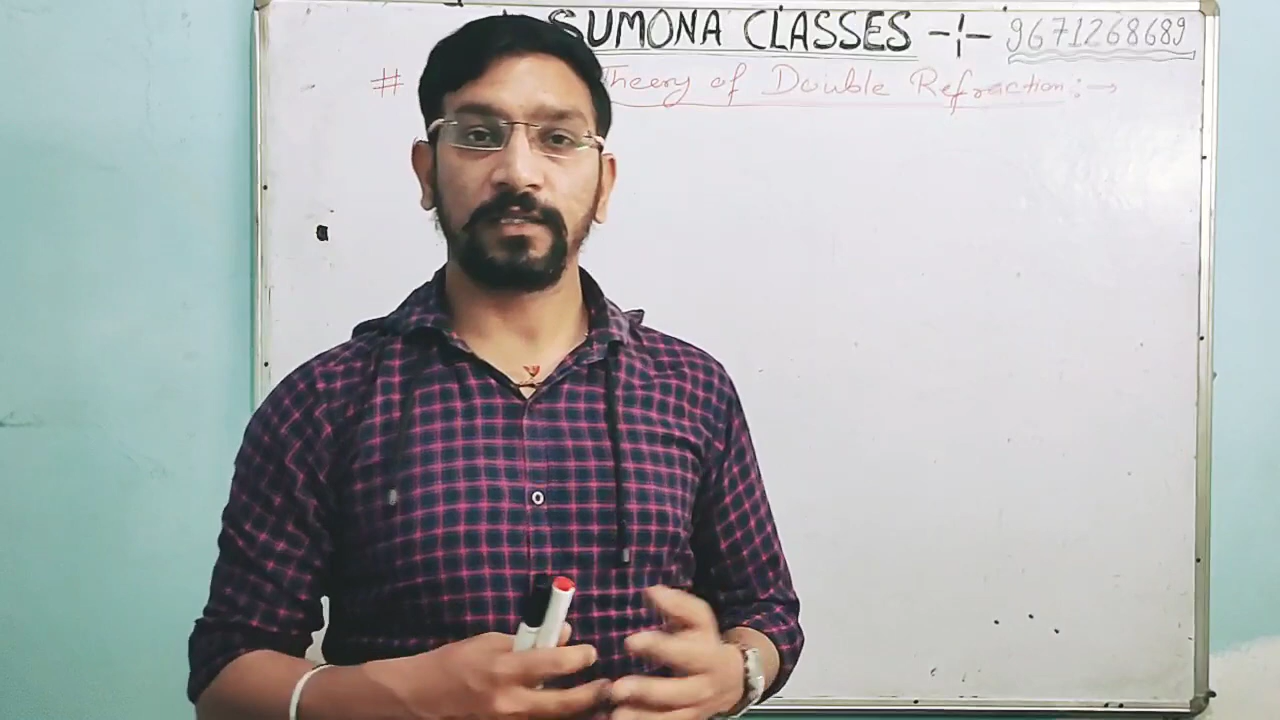 SUMONA CLASSES -:- 9671268689
# Theory of Double Refraction :→